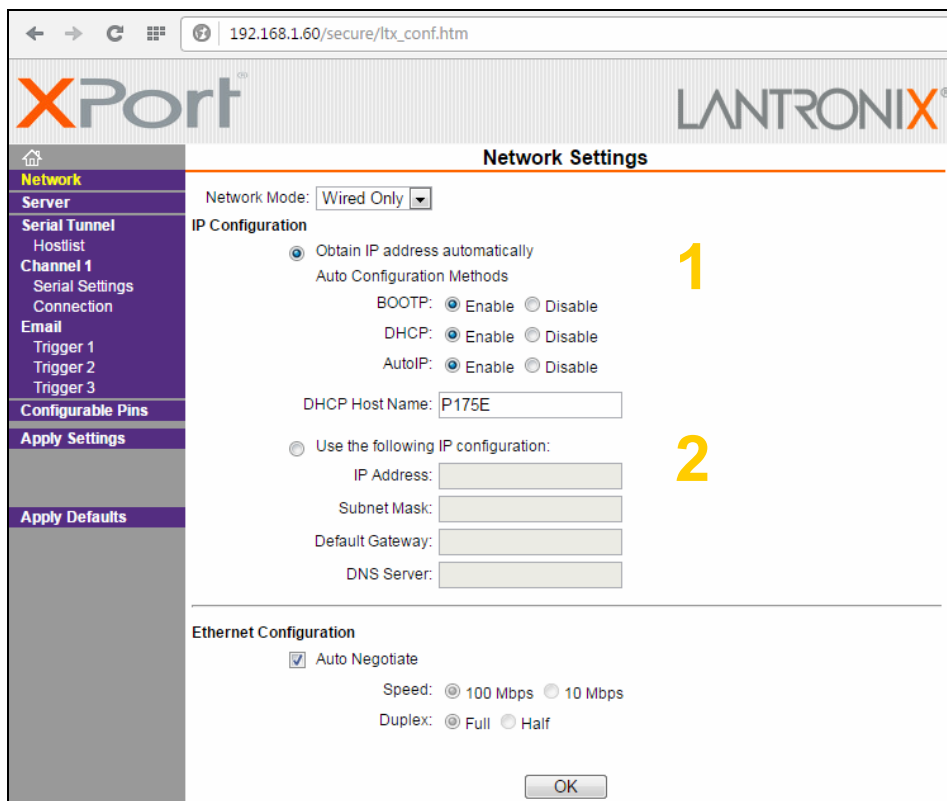 192.168.1.60/secure/ltx_conf.htm
XPort®
LANTRONIX®
Network
Server
Serial Tunnel
Hostlist
Channel 1
Serial Settings
Connection
Email
Trigger 1
Trigger 2
Trigger 3
Configurable Pins
Apply Settings
Apply Defaults
Network Settings
Network Mode: Wired Only
IP Configuration
Obtain IP address automatically
1
Auto Configuration Methods
BOOTP: Enable Disable
DHCP: Enable Disable
AutoIP: Enable Disable
DHCP Host Name: P175E
Use the following IP configuration:
2
IP Address:
Subnet Mask:
Default Gateway:
DNS Server:
Ethernet Configuration
Auto Negotiate
Speed: 100 Mbps 10 Mbps
Duplex: Full Half
OK